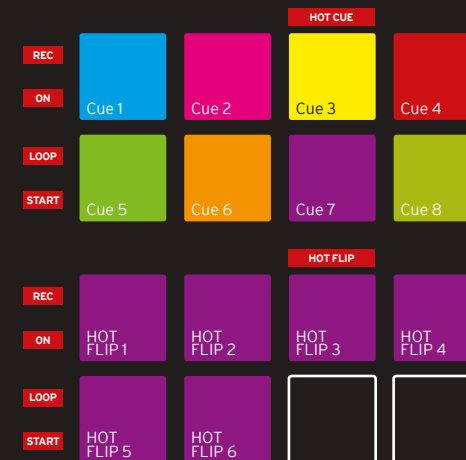 HOT CUE
REC
ON
Cue 1
Cue 2
Cue 3
Cue 4
LOOP
START
Cue 5
Cue 6
Cue 7
Cue 8
HOT FLIP
REC
ON
HOT
FLIP 1
HOT
FLIP 2
HOT
FLIP 3
HOT
FLIP 4
LOOP
START
HOT
FLIP 5
HOT
FLIP 6